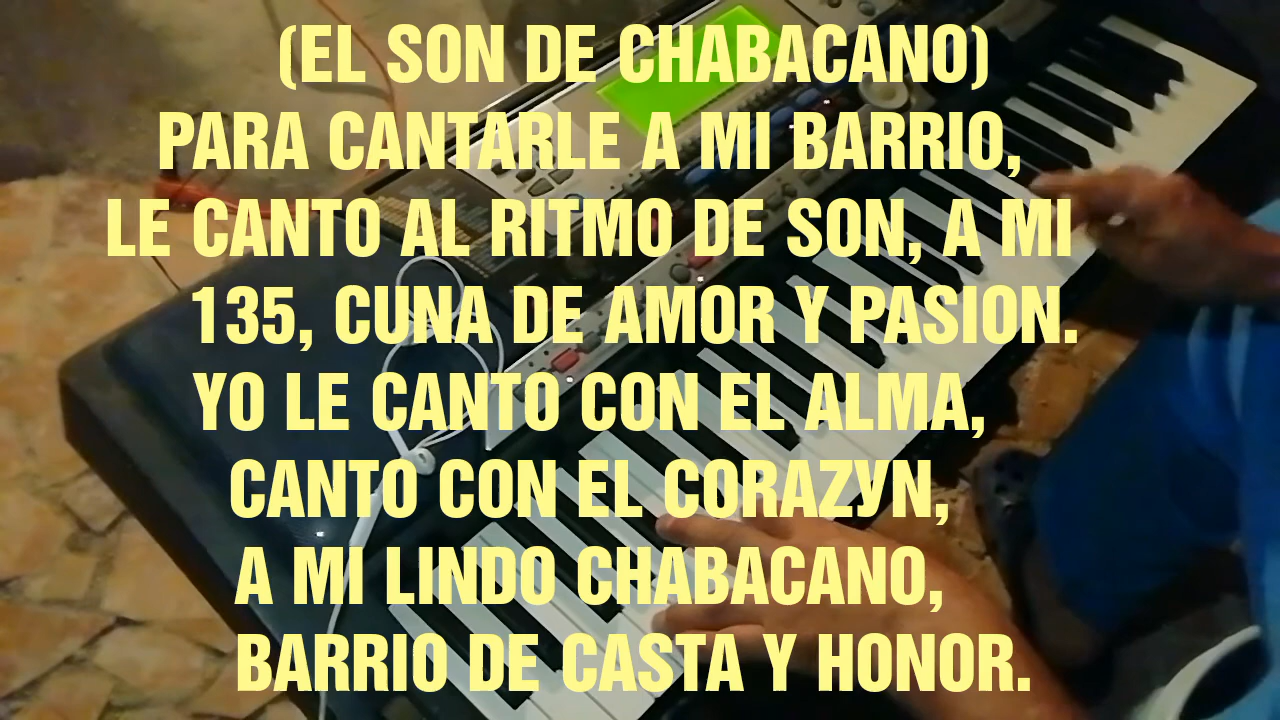 (EL SON DE CHABACANO)
PARA CANTARLE A MI BARRIO,
LE CANTO AL RITMO DE SON, A MI
135, CUNA DE AMOR Y PASION.
YO LE CANTO CON EL ALMA,
CANTO CON EL CORAZУN,
A MI LINDO CHABACANO,
BARRIO DE CASTA Y HONOR.